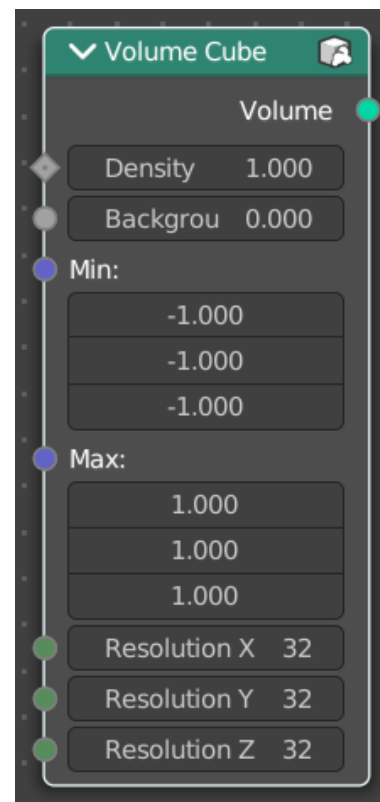 Volume Cube
Volume
Density 1.000
Backgrou 0.000
Min:
-1.000
-1.000
-1.000
Max:
1.000
1.000
1.000
Resolution X 32
Resolution Y 32
Resolution Z 32